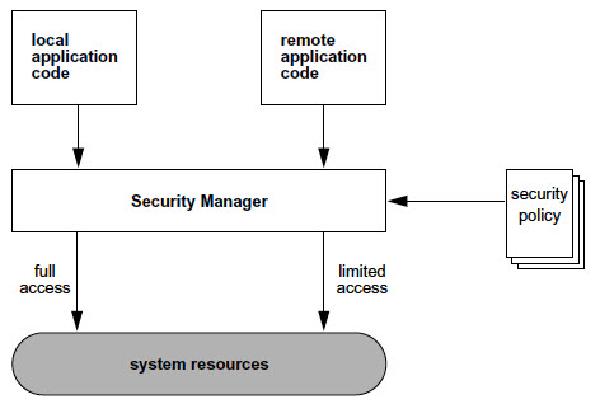 local
application
code
remote
application
code
Security Manager
security
policy
full
access
limited
access
system resources